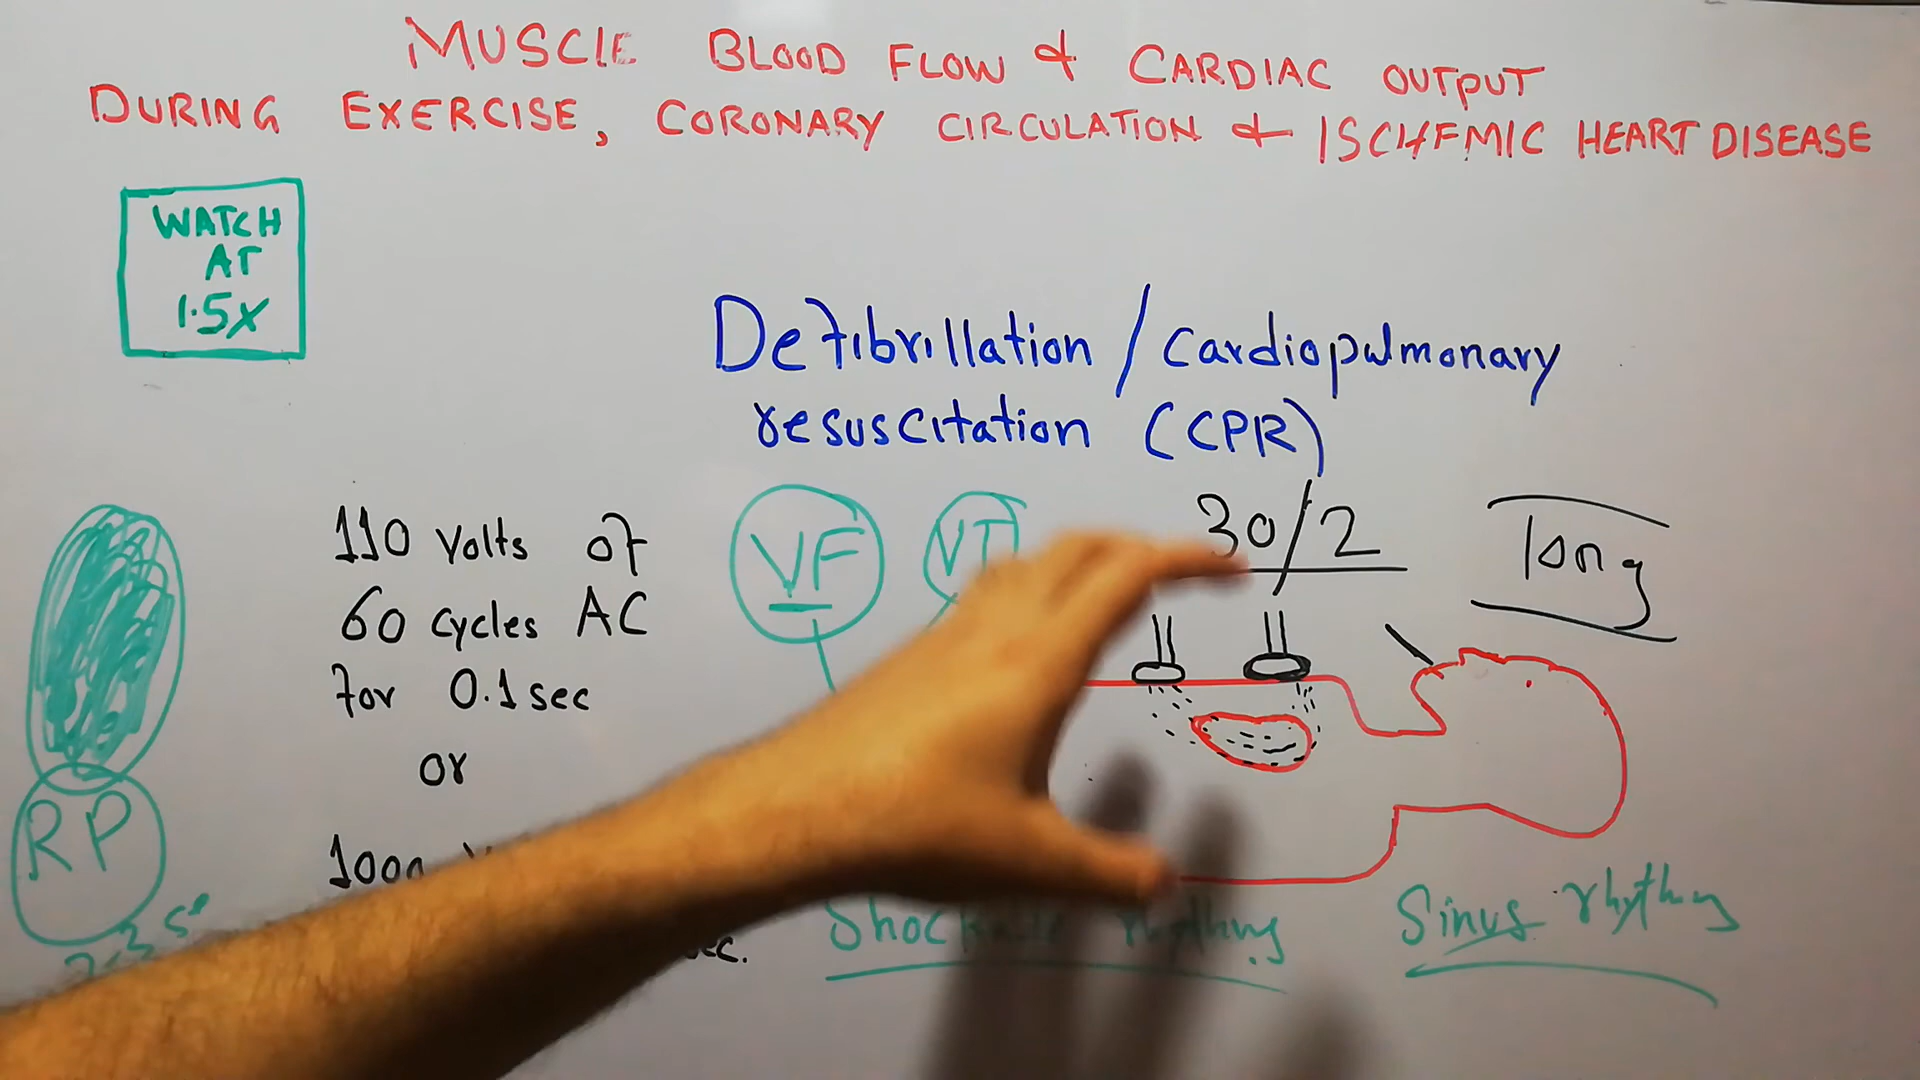 MUSCLE BLOOD FLOW & CARDIAC OUTPUT
DURING EXERCISE, CORONARY CIRCULATION & ISCHEMIC HEART DISEASE
WATCH
AT
1.5X
Defibrillation / Cardiopulmonary
resuscitation (CPR)
110 volts of
60 cycles AC
for 0.1 sec
or
VF
VT
30/2
RP
Sinus rhythm